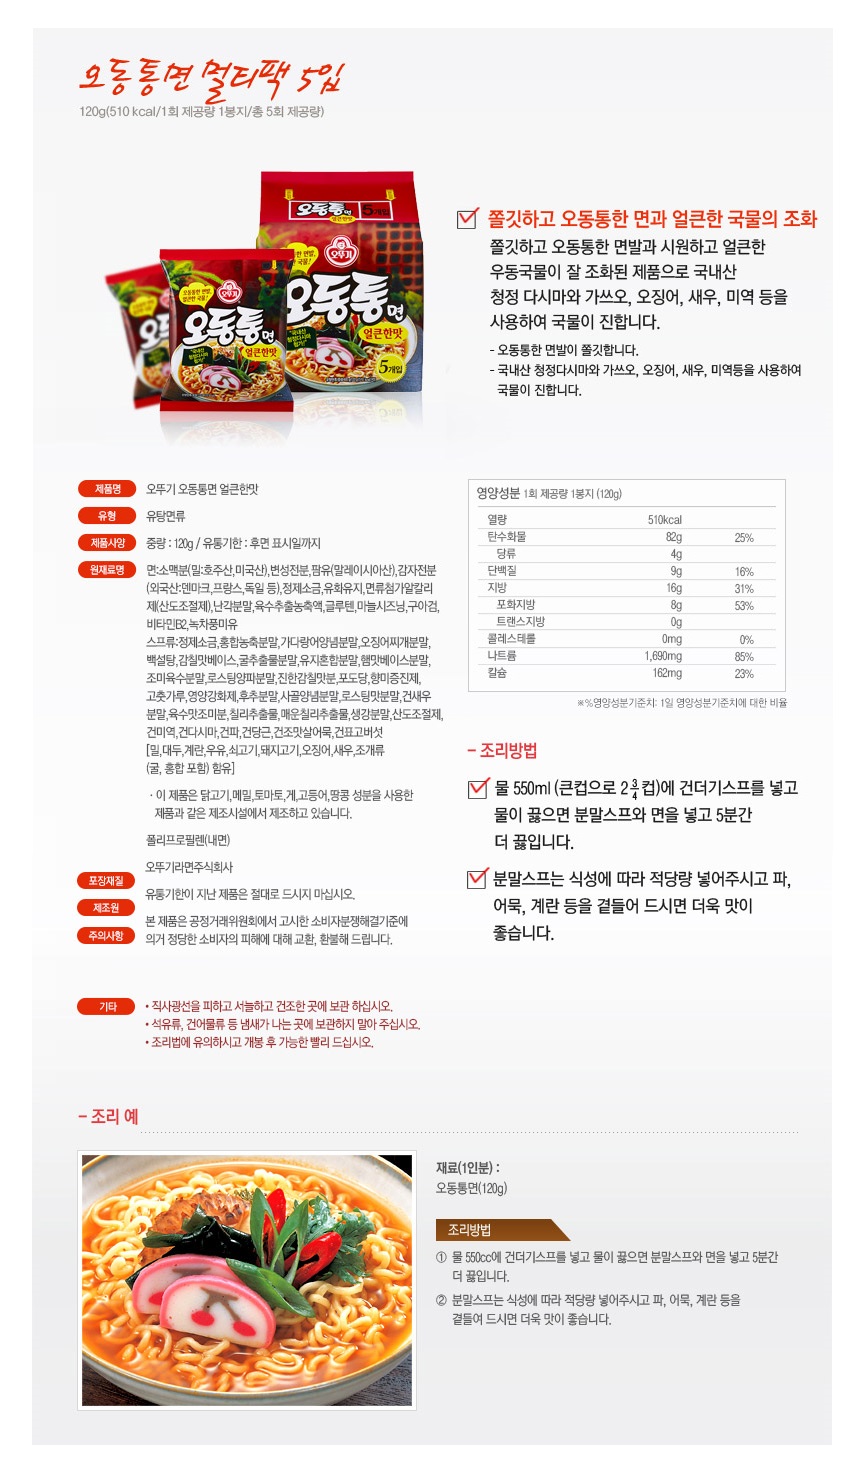 오동통면 멀티팩 5입
120g(510 kcal/1회 제공량 1봉지/총 5회 제공량)
오동통면
얼큰한맛
5개입
오뚜기
오동통면
얼큰한맛
5개입
오동통한 면발,
얼큰한 국물!
오뚜기
오동통면
얼큰한맛
"국내산
청정다시마
첨가!"
쫄깃하고 오동통한 면과 얼큰한 국물의 조화
쫄깃하고 오동통한 면발과 시원하고 얼큰한
우동국물이 잘 조화된 제품으로 국내산
청정 다시마와 가쓰오, 오징어, 새우, 미역 등을
사용하여 국물이 진합니다.
- 오동통한 면발이 쫄깃합니다.
- 국내산 청정다시마와 가쓰오, 오징어, 새우, 미역등을 사용하여
국물이 진합니다.
제품명 오뚜기 오동통면 얼큰한맛
유형 유탕면류
제품사양 중량 : 120g / 유통기한 : 후면 표시일까지
원재료명 면:소맥분(밀:호주산,미국산),변성전분,팜유(말레이시아산),감자전분
(외국산:덴마크,프랑스,독일 등),정제소금,유화유지,면류첨가알칼리
제(산도조절제),난각분말,육수추출농축액,글루텐,마늘시즈닝,구아검,
비타민B2,녹차풍미유
스프류:정제소금,홍합농축분말,가다랑어양념분말,오징어찌개분말,
백설탕,감칠맛베이스,굴추출물분말,유지혼합분말,햄맛베이스분말,
조미육수분말,로스팅양파분말,진한감칠맛분,포도당,향미증진제,
고춧가루,영양강화제,후추분말,사골양념분말,로스팅맛분말,건새우
분말,육수맛조미분,칠리추출물,매운칠리추출물,생강분말,산도조절제,
건미역,건다시마,건파,건당근,건조맛살어묵,건표고버섯
[밀,대두,계란,우유,쇠고기,돼지고기,오징어,새우,조개류
(굴, 홍합 포함) 함유]
· 이 제품은 닭고기,메밀,토마토,게,고등어,땅콩 성분을 사용한
제품과 같은 제조시설에서 제조하고 있습니다.
폴리프로필렌(내면)
오뚜기라면주식회사
포장재질
유통기한이 지난 제품은 절대로 드시지 마십시오.
제조원
본 제품은 공정거래위원회에서 고시한 소비자분쟁해결기준에
주의사항 의거 정당한 소비자의 피해에 대해 교환, 환불해 드립니다.
기타 • 직사광선을 피하고 서늘하고 건조한 곳에 보관 하십시오.
• 석유류, 건어물류 등 냄새가 나는 곳에 보관하지 말아 주십시오.
• 조리법에 유의하시고 개봉 후 가능한 빨리 드십시오.
영양성분 1회 제공량 1봉지 (120g)
열량 510kcal
탄수화물 82g 25%
당류 4g
단백질 9g 16%
지방 16g 31%
포화지방 8g 53%
트랜스지방 0g
콜레스테롤 0mg 0%
나트륨 1,690mg 85%
칼슘 162mg 23%
※%영양성분기준치: 1일 영양성분기준치에 대한 비율
- 조리방법
물 550ml (큰컵으로 2 3/4 컵)에 건더기스프를 넣고
물이 끓으면 분말스프와 면을 넣고 5분간
더 끓입니다.
분말스프는 식성에 따라 적당량 넣어주시고 파,
어묵, 계란 등을 곁들어 드시면 더욱 맛이
좋습니다.
- 조리 예
재료(1인분) :
오동통면(120g)
조리방법
① 물 550cc에 건더기스프를 넣고 물이 끓으면 분말스프와 면을 넣고 5분간
더 끓입니다.
② 분말스프는 식성에 따라 적당량 넣어주시고 파, 어묵, 계란 등을
곁들여 드시면 더욱 맛이 좋습니다.